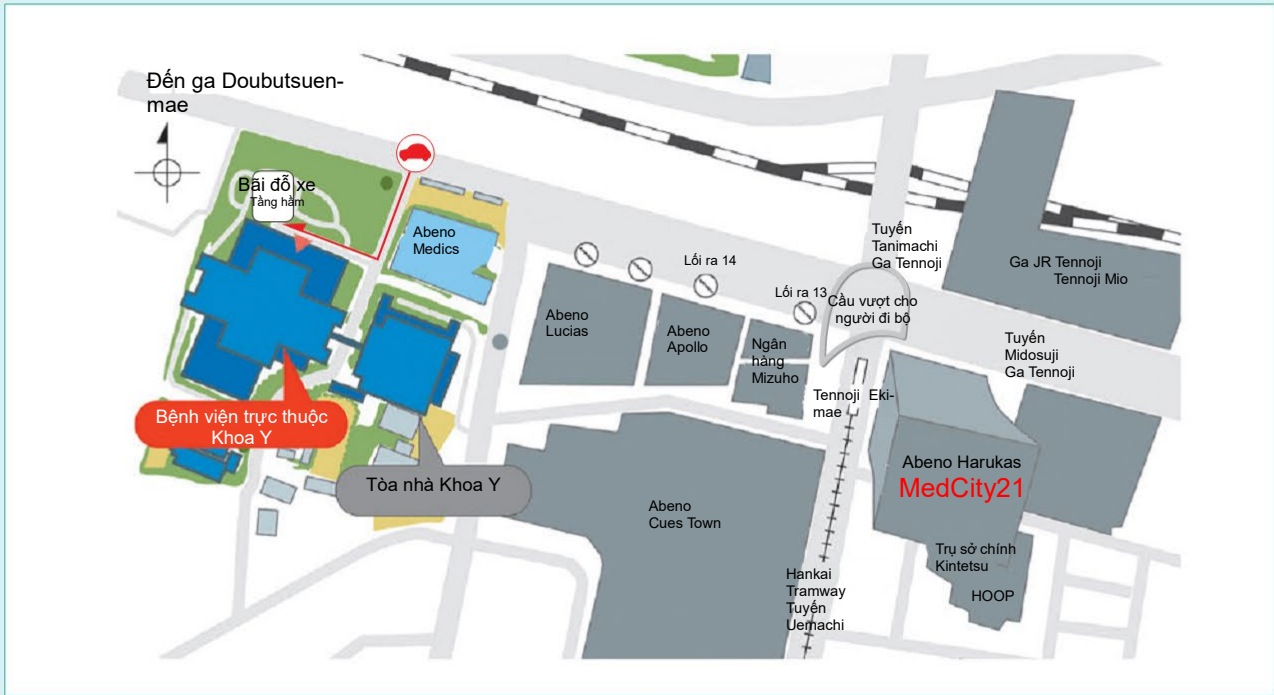 Đến ga Doubutsuen-
mae
Bãi đỗ xe
Tầng hầm
Abeno
Medics
Bệnh viện trực thuộc
Khoa Y
Tòa nhà Khoa Y
Abeno
Lucias
Lối ra 14
Abeno
Apollo
Lối ra 13
Ngân
hàng
Mizuho
Cầu vượt cho
người đi bộ
Tuyến
Tanimachi
Ga Tennoji
Ga JR Tennoji
Tennoji Mio
Tuyến
Midosuji
Ga Tennoji
Tennoji Eki-
mae
Abeno Harukas
MedCity21
Abeno
Cues Town
Trụ sở chính
Kintetsu
HOOP
Hankai
Tramway
Tuyến
Uemachi